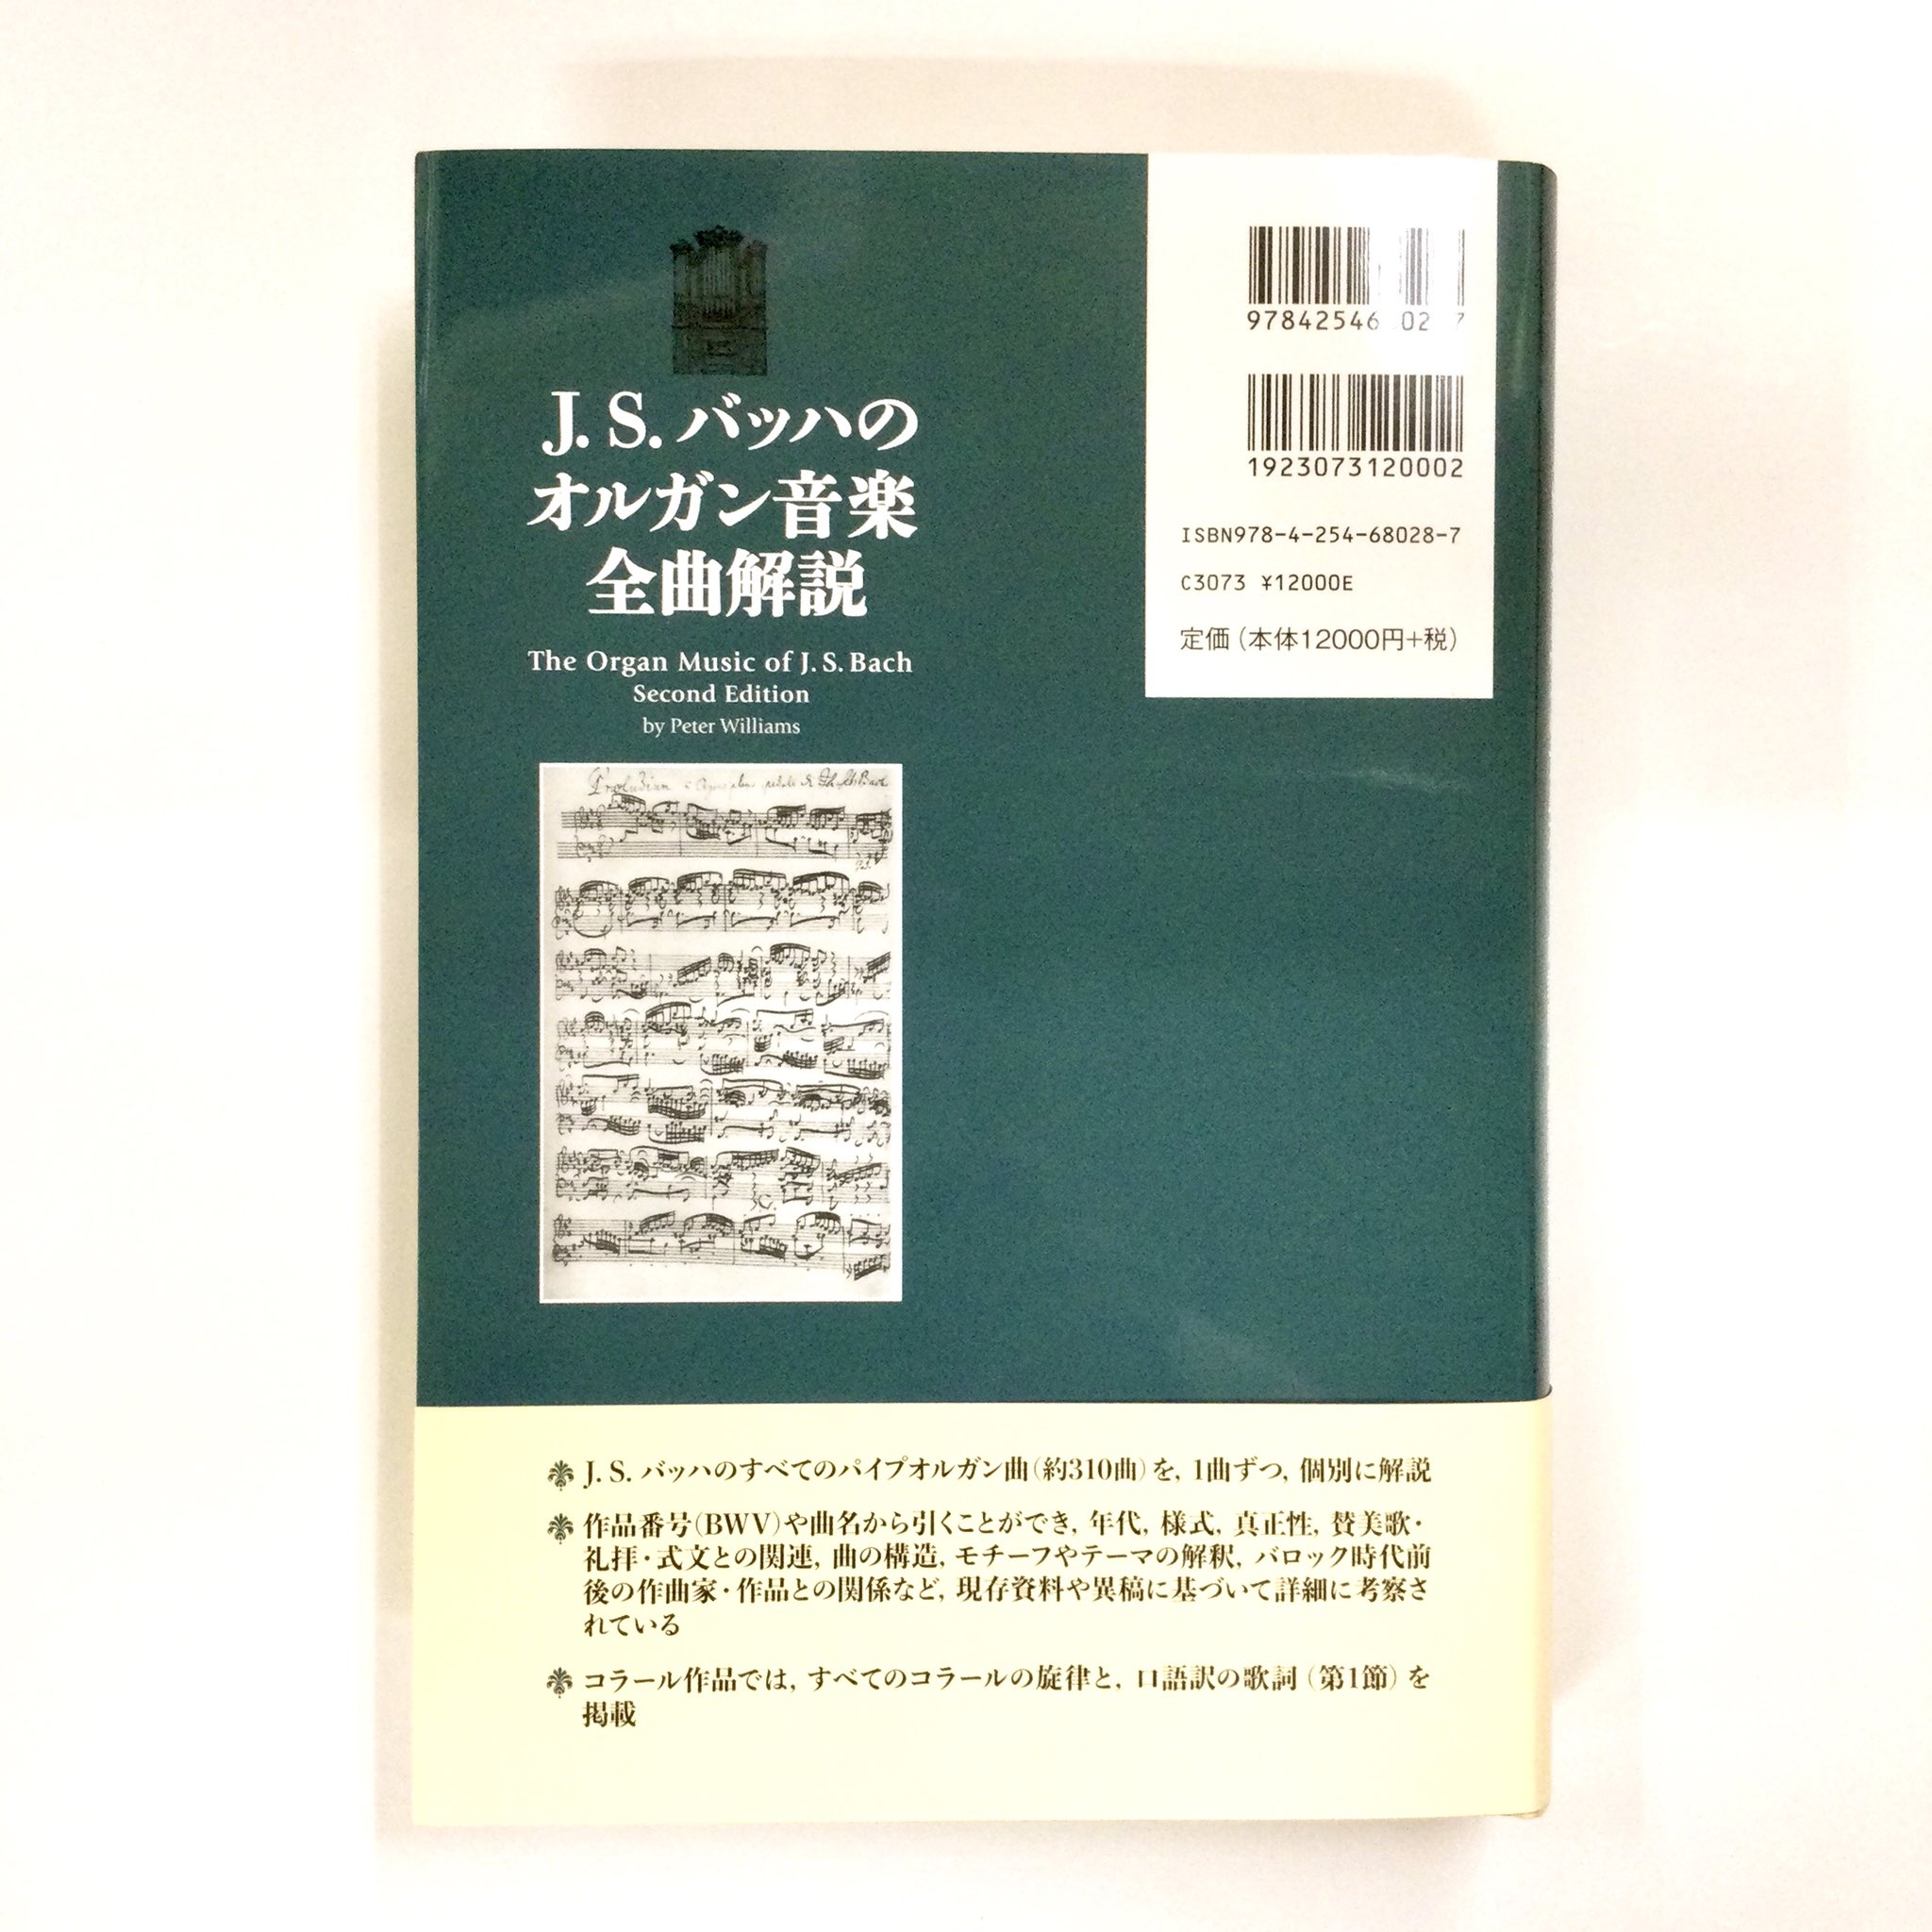 J. S. バッハの
オルガン音楽
全曲解説
The Organ Music of J. S. Bach
Second Edition
by Peter Williams
1923073120002
ISBN978-4-254-68028-7
C3073 ¥12000E
定価（本体12000円+税）
J. S. バッハのすべてのパイプオルガン曲（約310曲）を, 1曲ずつ, 個別に解説
作品番号（BWV）や曲名から引くことができ, 年代, 様式, 真正性, 賛美歌・
礼拝・式文との関連, 曲の構造, モチーフやテーマの解釈, バロック時代前
後の作曲家・作品との関係など, 現存資料や異稿に基づいて詳細に考察さ
れている
コラール作品では, すべてのコラールの旋律と, 口語訳の歌詞（第1節）を
掲載